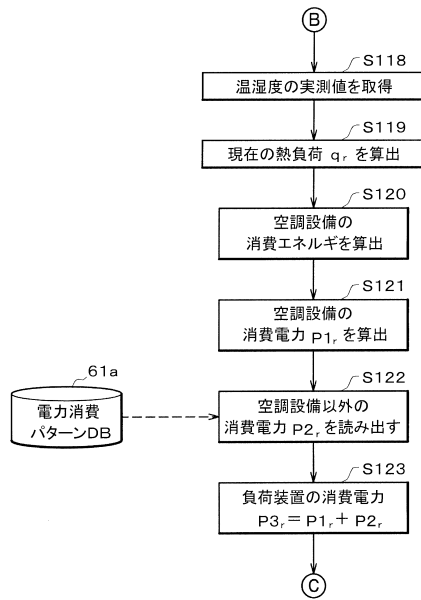 B
S118
温湿度の実測値を取得
S119
現在の熱負荷 qr を算出
S120
空調設備の
消費エネルギを算出
S121
空調設備の
消費電力 P1r を算出
61a
電力消費
パターンDB
S122
空調設備以外の
消費電力 P2r を読み出す
S123
負荷装置の消費電力
P3r = P1r + P2r
C